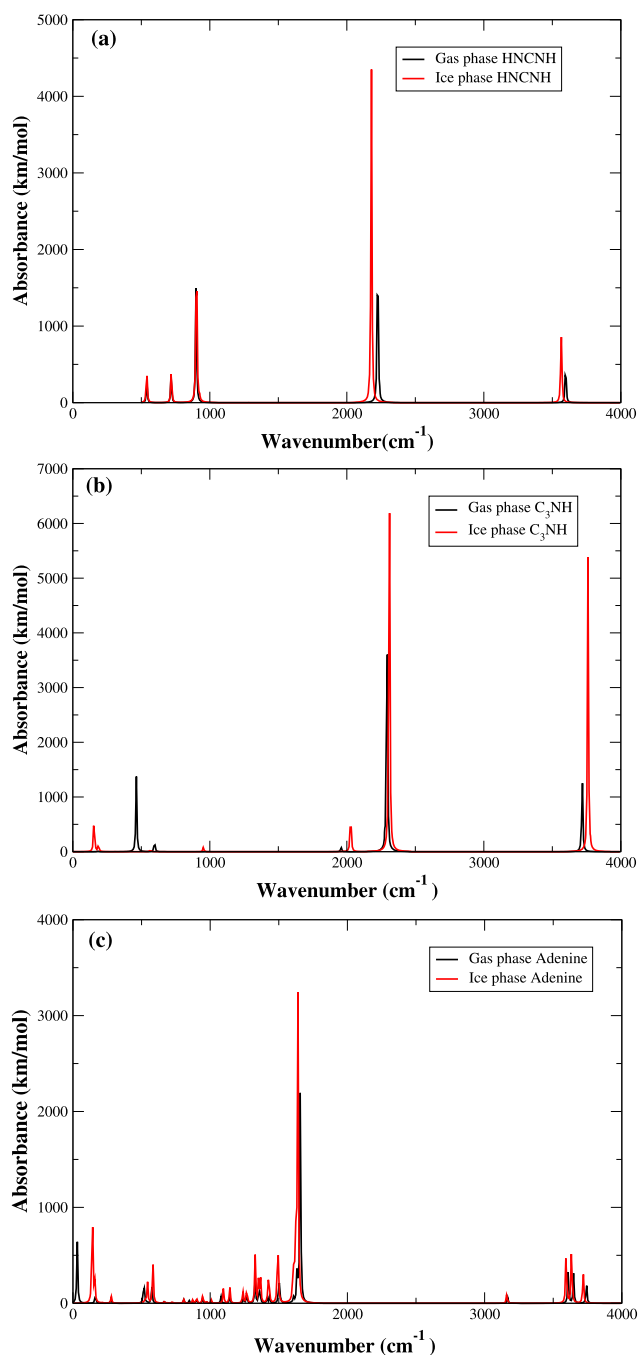 (a)
Gas phase HNCNH
Ice phase HNCNH
Absorbance (km/mol)
5000
4000
3000
2000
1000
0
0 1000 2000 3000 4000
Wavenumber(cm⁻¹)
(b)
Gas phase C₃NH
Ice phase C₃NH
Absorbance (km/mol)
7000
6000
5000
4000
3000
2000
1000
0
0 1000 2000 3000 4000
Wavenumber (cm⁻¹ )
(c)
Gas phase Adenine
Ice phase Adenine
Absorbance (km/mol)
4000
3000
2000
1000
0
0 1000 2000 3000 4000
Wavenumber (cm⁻¹ )